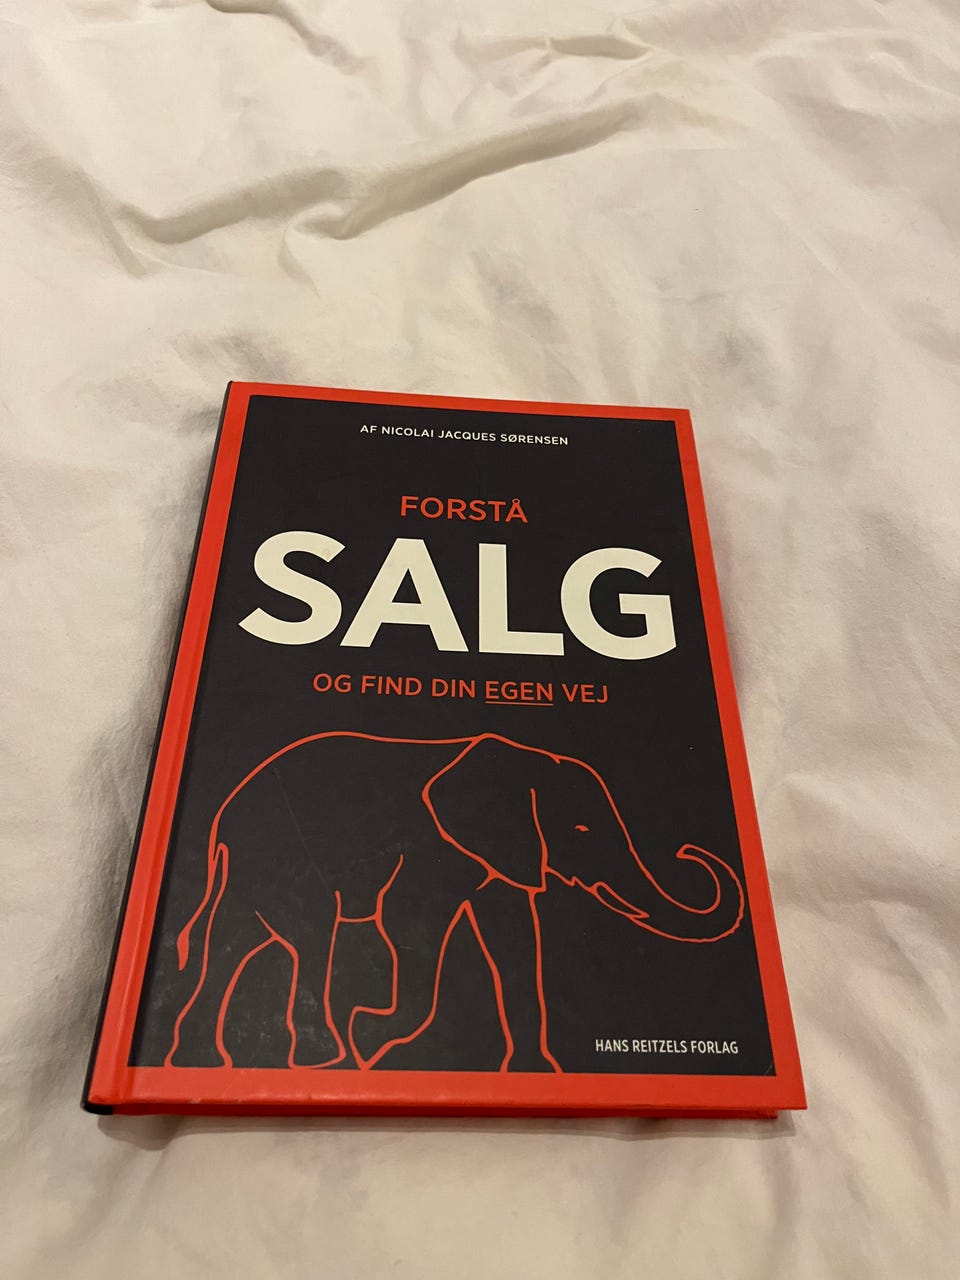 AF NICOLAI JACQUES SØRENSEN
FORSTÅ
SALG
OG FIND DIN EGEN VEJ
HANS REITZELS FORLAG